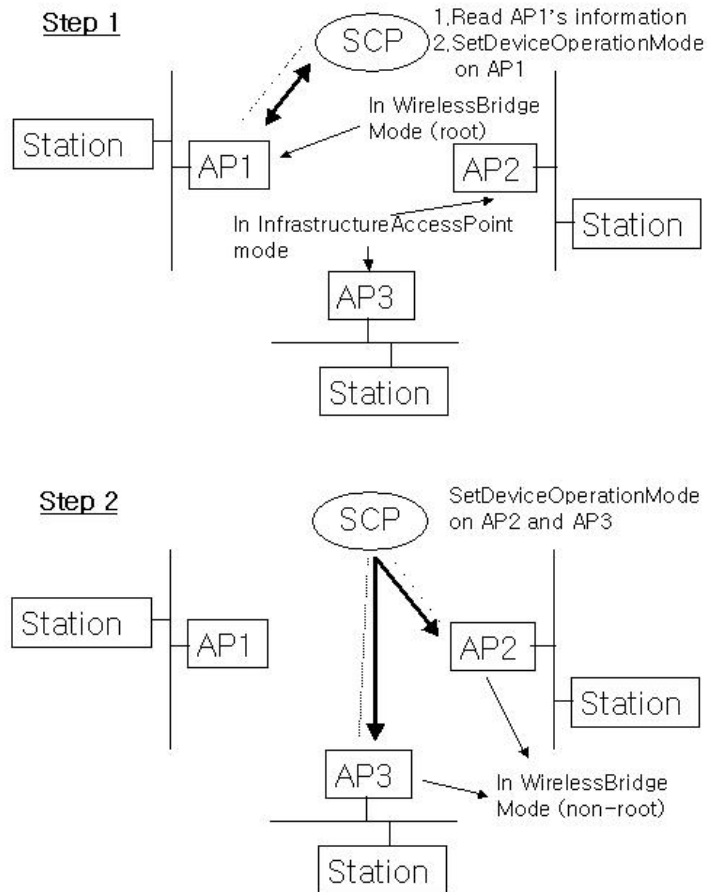 Step 1
SCP
1,Read AP1's information
2,SetDeviceOperationMode
on AP1
In WirelessBridge
Mode (root)
Station
AP1
AP2
In InfrastructureAccessPoint
mode
Station
AP3
Station
Step 2
SCP
SetDeviceOperationMode
on AP2 and AP3
Station
AP1
AP2
Station
AP3
In WirelessBridge
Mode (non-root)
Station